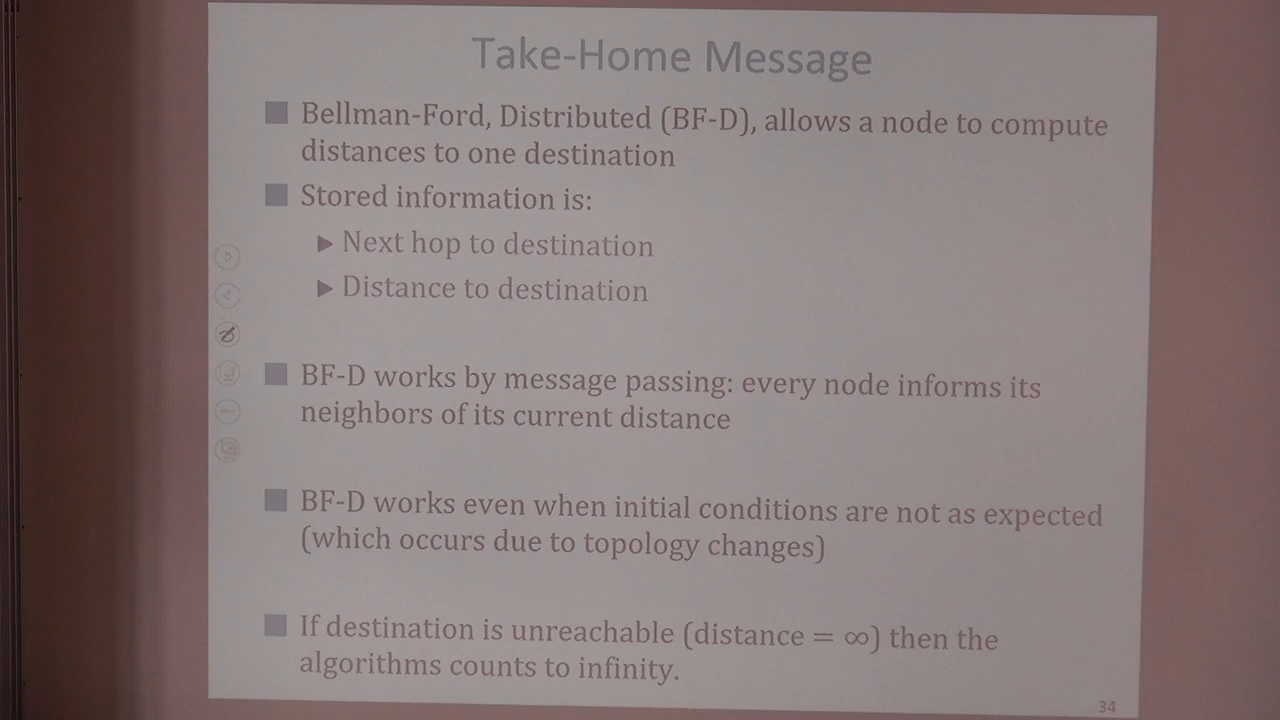 Take-Home Message
Bellman-Ford, Distributed (BF-D), allows a node to compute
distances to one destination
Stored information is:
Next hop to destination
Distance to destination
BF-D works by message passing: every node informs its
neighbors of its current distance
BF-D works even when initial conditions are not as expected
(which occurs due to topology changes)
If destination is unreachable (distance = ∞) then the
algorithms counts to infinity.
34